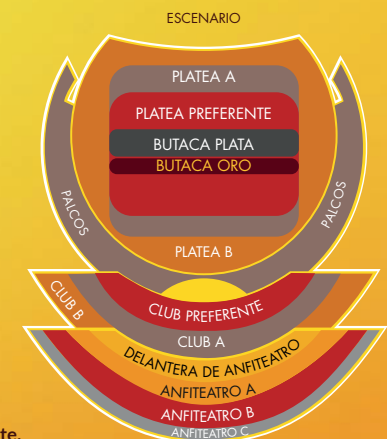 ESCENARIO
PLATEA A
PLATEA PREFERENTE
BUTACA PLATA
BUTACA ORO
PALCOS
PALCOS
PLATEA B
CLUB B
CLUB PREFERENTE
CLUB A
DELANTERA DE ANFITEATRO
ANFITEATRO A
ANFITEATRO B
ANFITEATRO C
te.